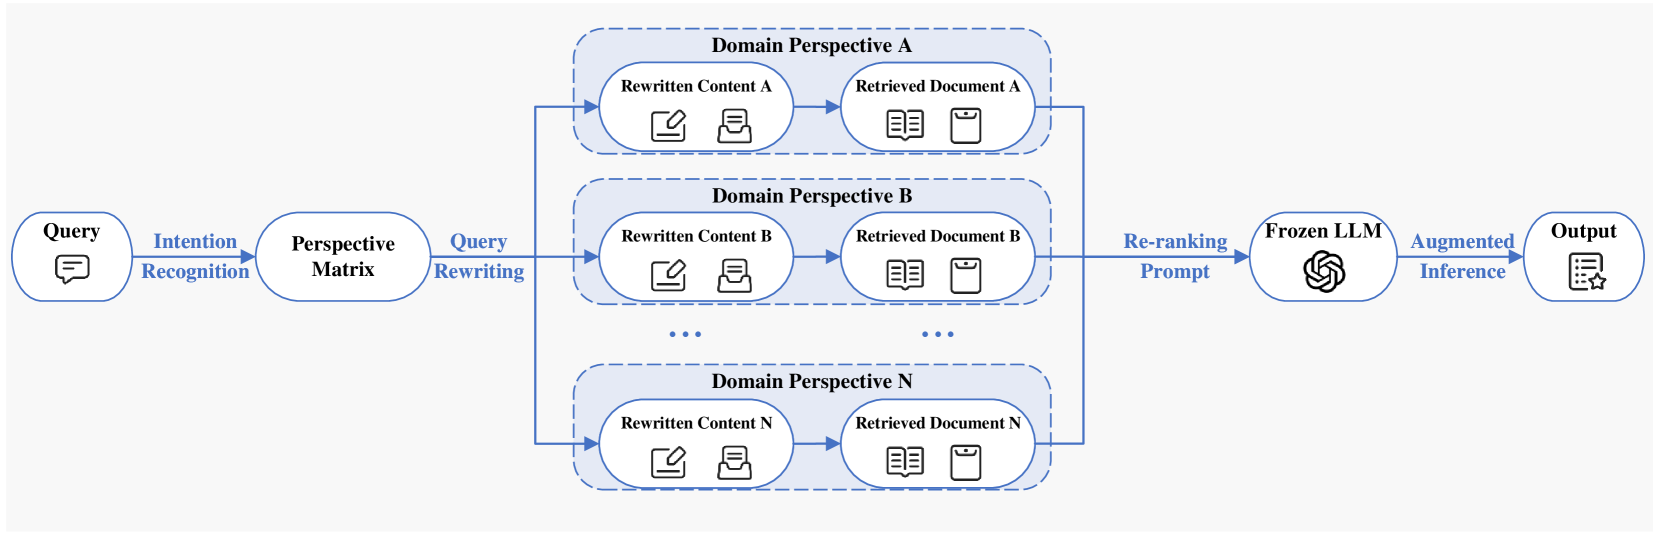 Query
Intention
Recognition
Perspective
Matrix
Query
Rewriting
Domain Perspective A
Rewritten Content A
Retrieved Document A
Domain Perspective B
Rewritten Content B
Retrieved Document B
... ...
Domain Perspective N
Rewritten Content N
Retrieved Document N
Re-ranking
Prompt
Frozen LLM
Augmented
Inference
Output